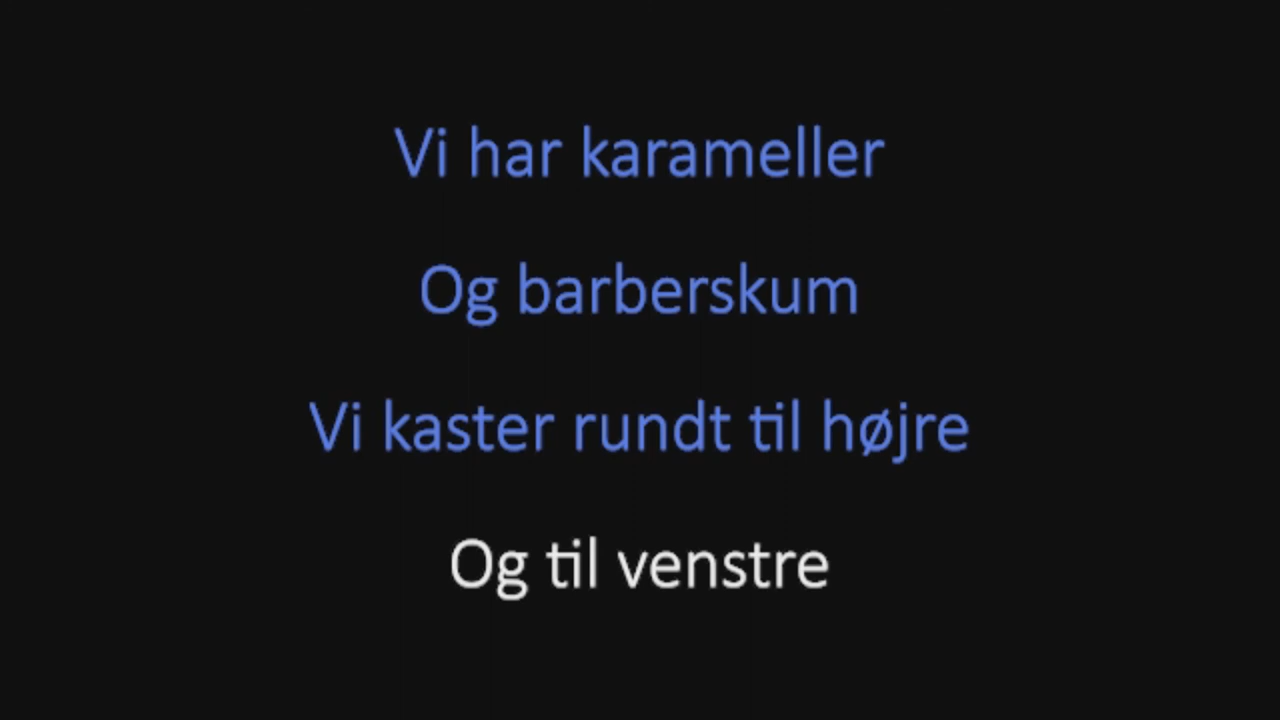 Vi har karameller
Og barberskum
Vi kaster rundt til højre
Og til venstre